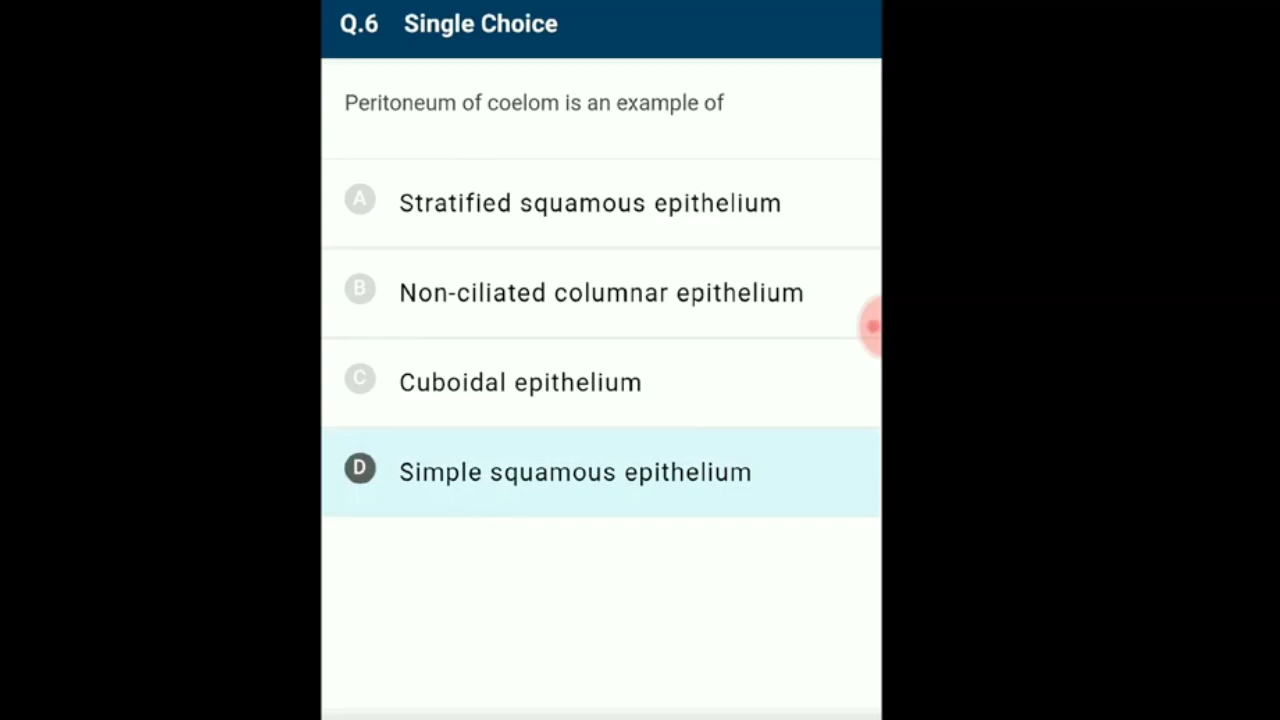 Q.6 Single Choice
Peritoneum of coelom is an example of
A Stratified squamous epithelium
B Non-ciliated columnar epithelium
C Cuboidal epithelium
D Simple squamous epithelium